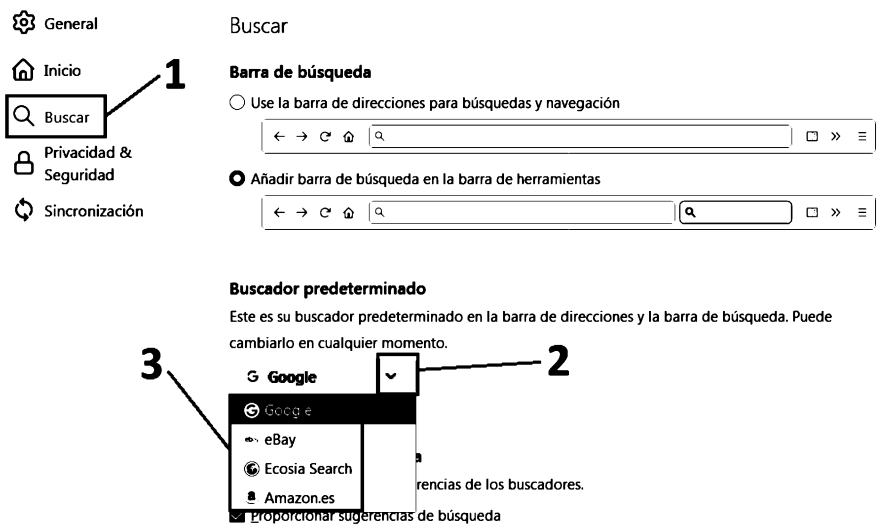 General
Inicio
1
Buscar
Privacidad &
Seguridad
Sincronización
Buscar
Barra de búsqueda
Use la barra de direcciones para búsquedas y navegación
Añadir barra de búsqueda en la barra de herramientas
Buscador predeterminado
Este es su buscador predeterminado en la barra de direcciones y la barra de búsqueda. Puede
cambiarlo en cualquier momento.
3
G Google
2
Google
eBay
Ecosia Search
Amazon.es
rencias de los buscadores.
Proporcionar sugerencias de búsqueda